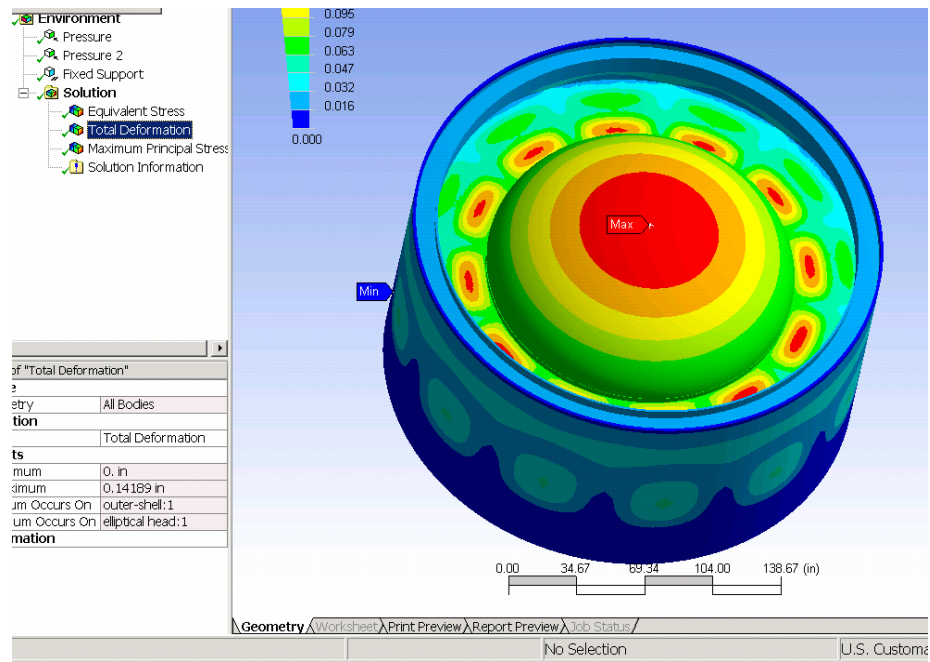 Environment
Pressure
Pressure 2
Fixed Support
Solution
Equivalent Stress
Total Deformation
Maximum Principal Stress
Solution Information
0.095
0.079
0.063
0.047
0.032
0.016
0.000
Max
Min
of "Total Deformation"
e
etry All Bodies
ition
Total Deformation
ts
mum 0. in
ximum 0.14189 in
um Occurs On outer-shell:1
um Occurs On elliptical head:1
rmation
0.00 34.67 69.34 104.00 138.67 (in)
Geometry Worksheet Print Preview Report Preview Job Status
No Selection U.S. Customa